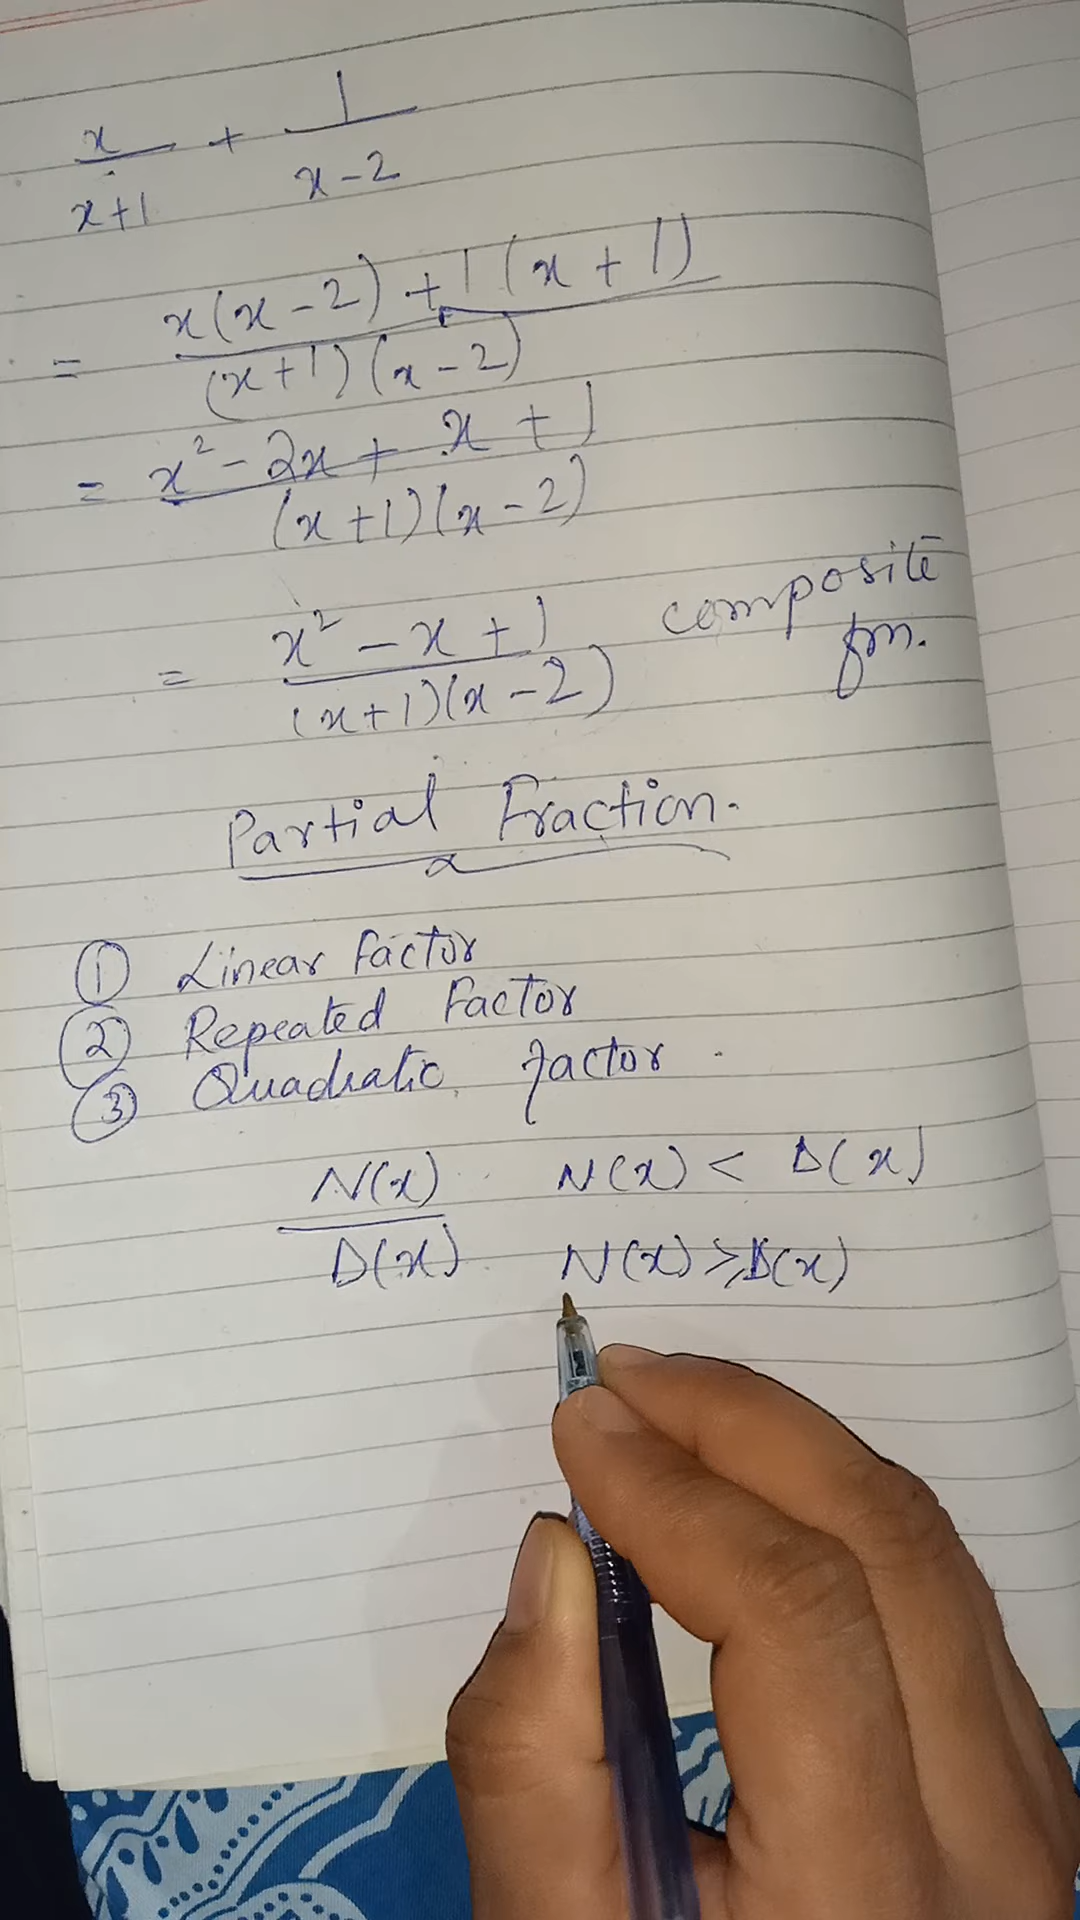 x/x+1 + 1/x-2
= x(x-2)+1(x+1)/(x+1)(x-2)
= x²-2x+x+1/(x+1)(x-2)
= x²-x+1/(x+1)(x-2) composite fm.
Partial Fraction.
① Linear factor
② Repeated Factor
③ Quadratic factor.
N(x)/D(x) N(x) < D(x)
N(x) ≥ D(x)